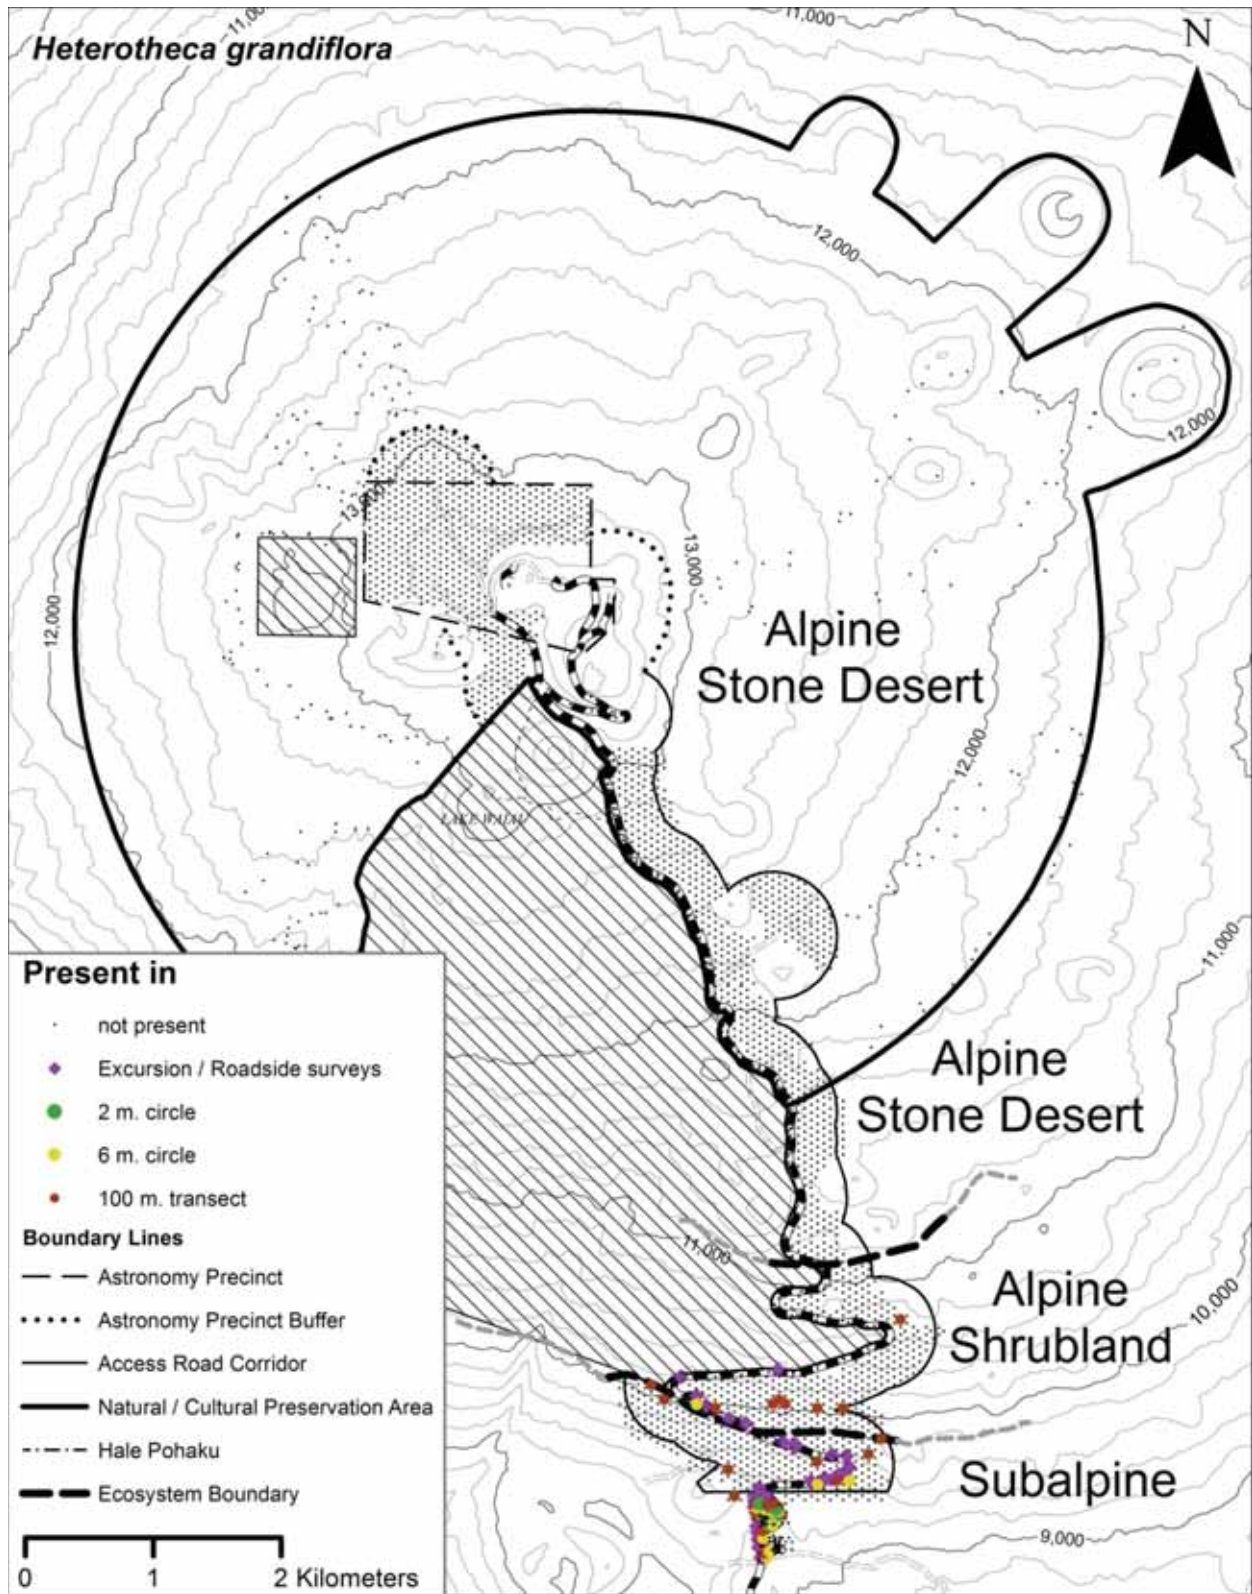 11,000
11,000
Heterotheca grandiflora
N
12,000
12,000
13,000
13,000
12,000
Alpine
Stone Desert
12,000
LAKE WAIAU
11,000
Present in
not present
Excursion / Roadside surveys
2 m. circle
6 m. circle
100 m. transect
Boundary Lines
Astronomy Precinct
Astronomy Precinct Buffer
Access Road Corridor
Natural / Cultural Preservation Area
Hale Pohaku
Ecosystem Boundary
0 1 2 Kilometers
Alpine
Stone Desert
11,000
Alpine
Shrubland
10,000
Subalpine
9,000